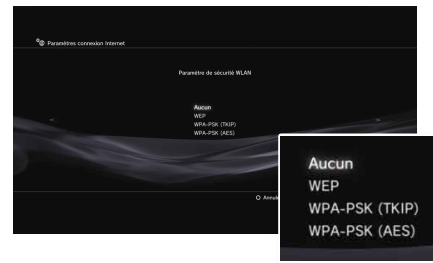 Paramètres connexion Internet
Paramètre de sécurité WLAN
Aucun
WEP
WPA-PSK (TKIP)
WPA-PSK (AES)
Aucun
WEP
WPA-PSK (TKIP)
WPA-PSK (AES)